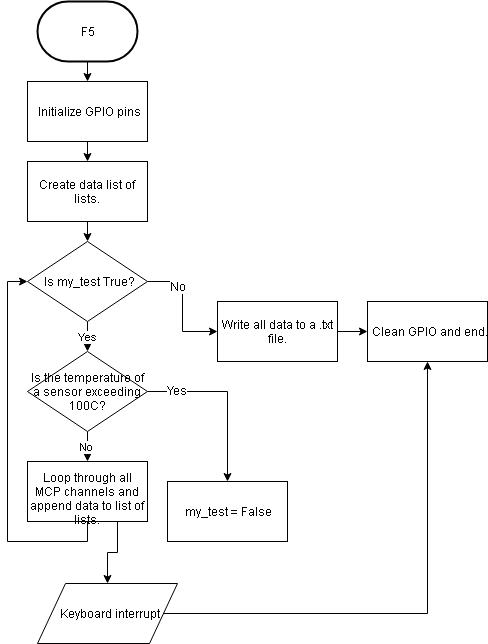 F5
Initialize GPIO pins
Create data list of
lists.
Is my_test True?
No
Write all data to a .txt
file.
Clean GPIO and end.
Yes
Is the temperature of
a sensor exceeding
100C?
Yes
No
Loop through all
MCP channels and
append data to list of
lists.
my_test = False
Keyboard interrupt